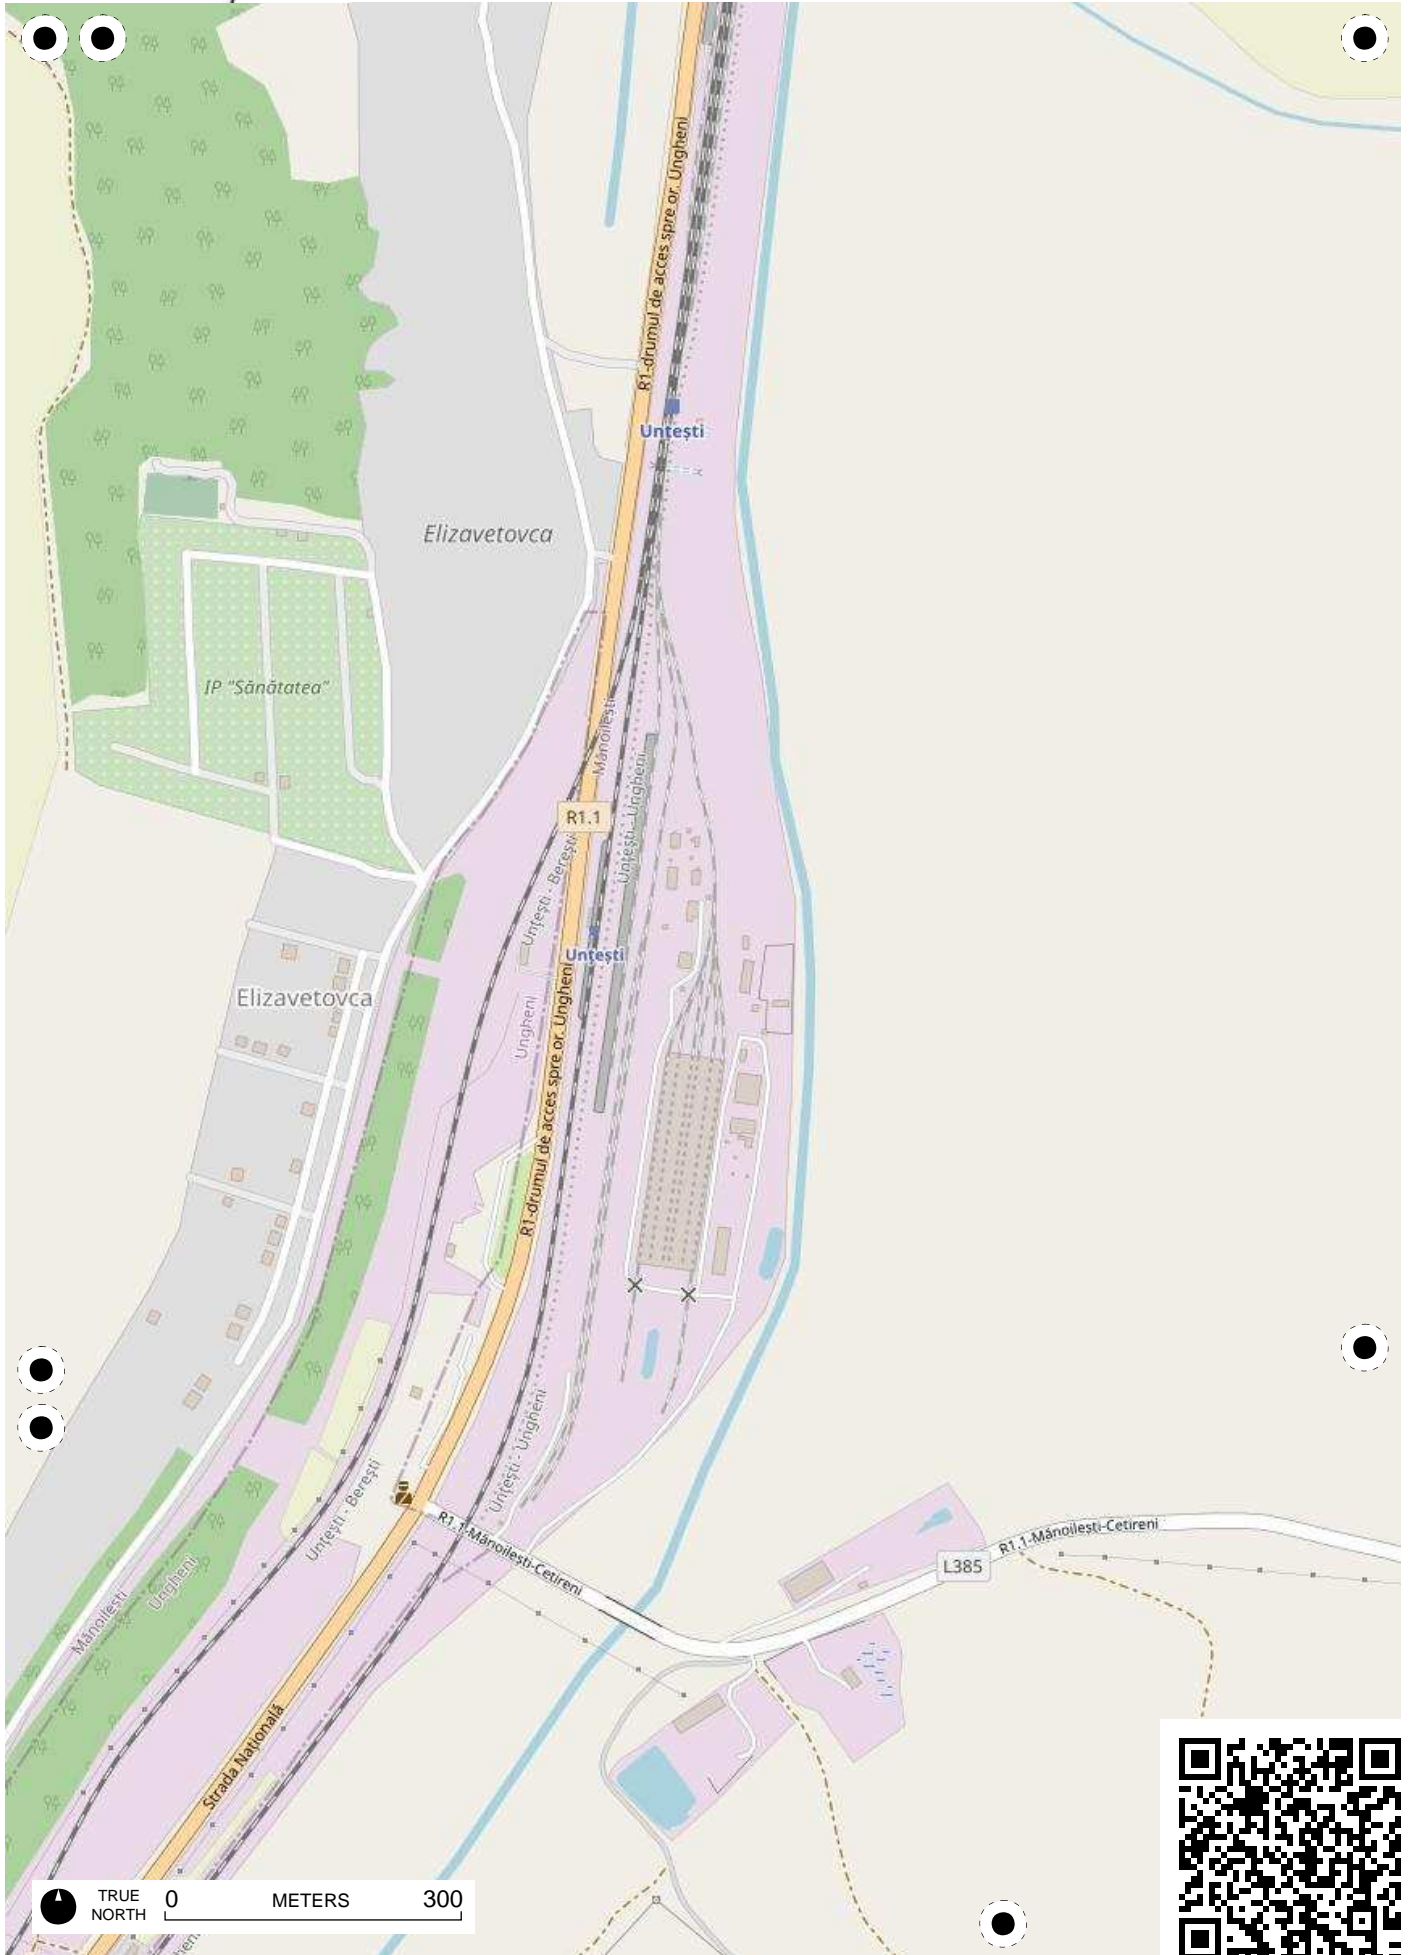 R1-drumul de acces spre or. Ungheni
Unțești
Elizavetovca
IP "Sănătatea"
Mănoilești
R1.1
Unțești - Ungheni
Unțești - Berești
Unțești
Elizavetovca
Ungheni
R1-drumul de acces spre or. Ungheni
Unțești - Ungheni
Unțești - Berești
R1.1-Mănoilești-Cetireni
R1.1-Mănoilești-Cetireni
L385
Mănoilești
Ungheni
Strada Națională
TRUE NORTH
0 METERS 300